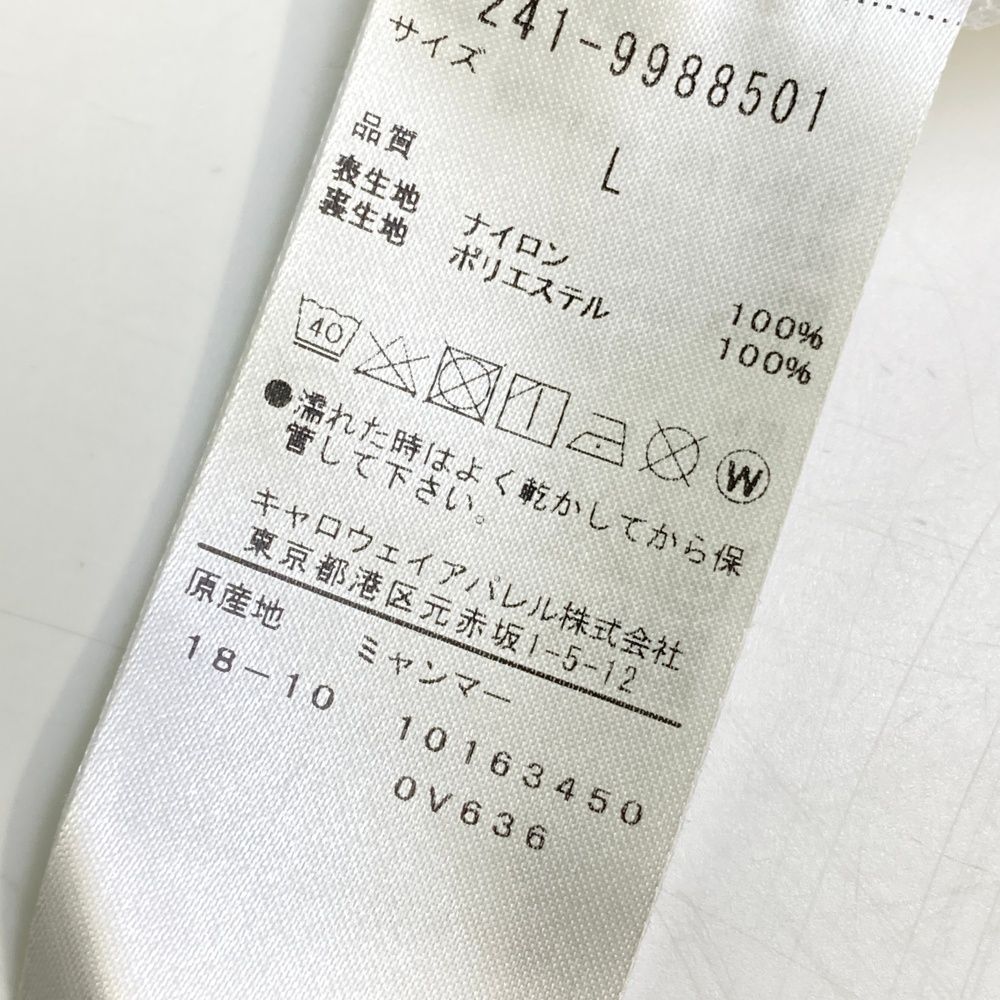 241-9988501
サイズ
L
品質
表生地 ナイロン 100%
裏生地 ポリエステル 100%
40
W
●濡れた時はよく乾かしてから保
管して下さい。
キャロウェイアパレル株式会社
東京都港区元赤坂1-5-12
原産地 ミャンマー
18-10 10163450
0V636